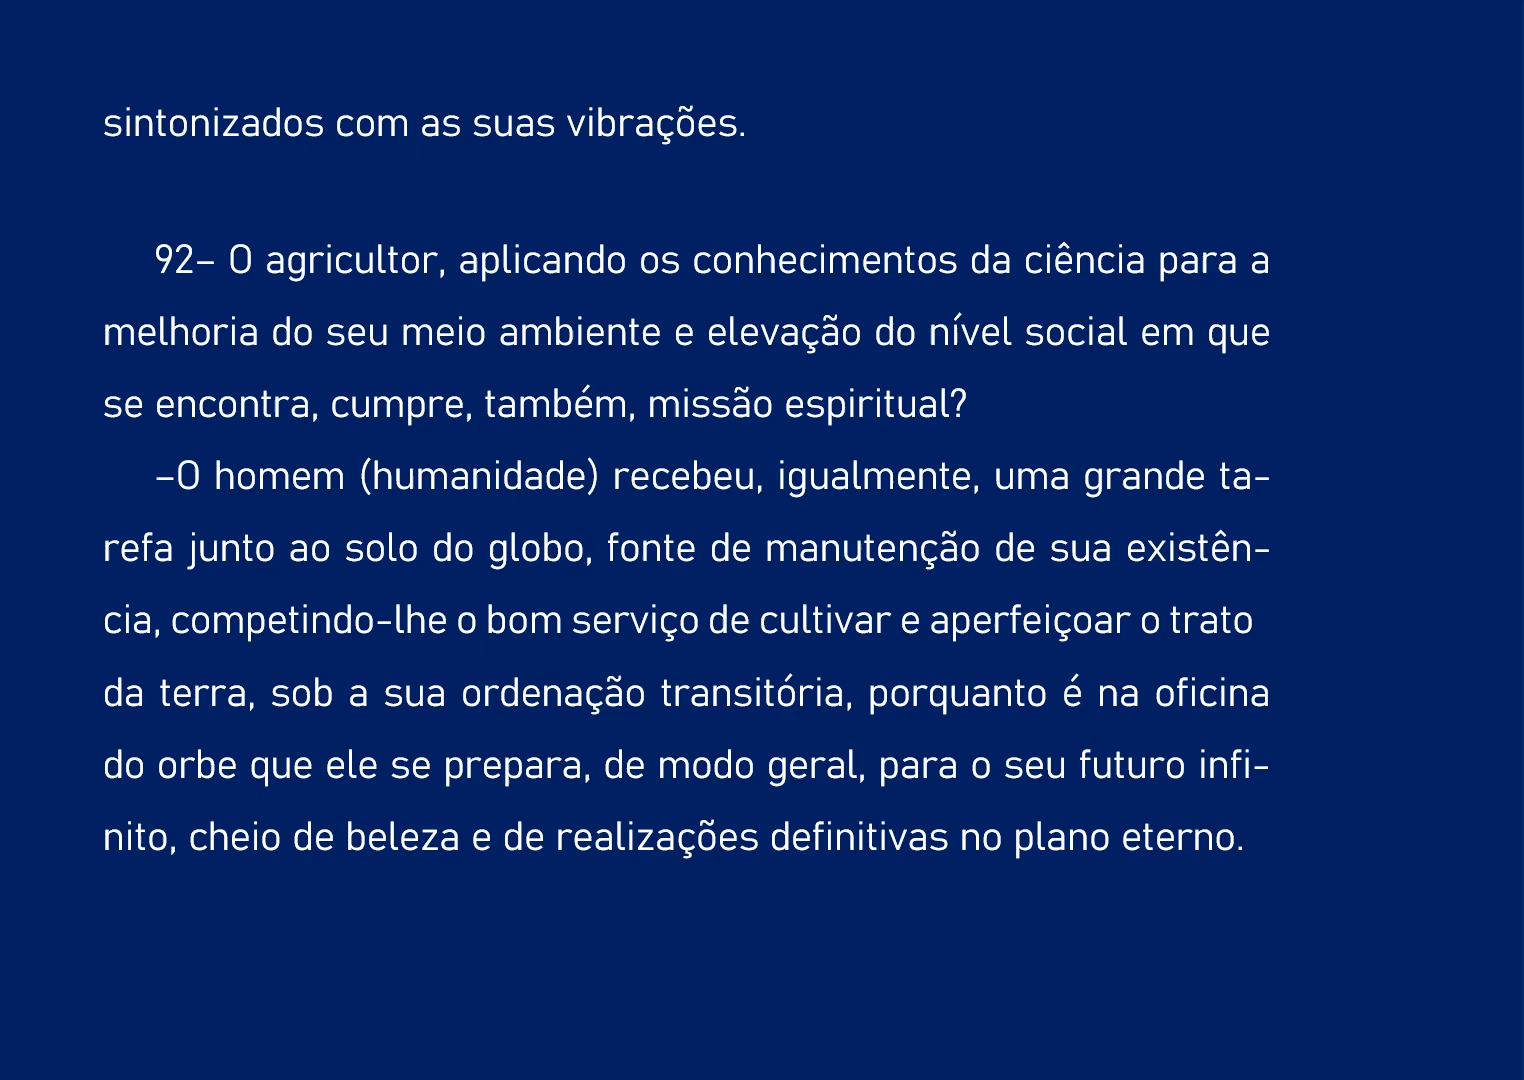 sintonizados com as suas vibrações.
92– O agricultor, aplicando os conhecimentos da ciência para a
melhoria do seu meio ambiente e elevação do nível social em que
se encontra, cumpre, também, missão espiritual?
–O homem (humanidade) recebeu, igualmente, uma grande ta-
refa junto ao solo do globo, fonte de manutenção de sua existên-
cia, competindo-lhe o bom serviço de cultivar e aperfeiçoar o trato
da terra, sob a sua ordenação transitória, porquanto é na oficina
do orbe que ele se prepara, de modo geral, para o seu futuro infi-
nito, cheio de beleza e de realizações definitivas no plano eterno.